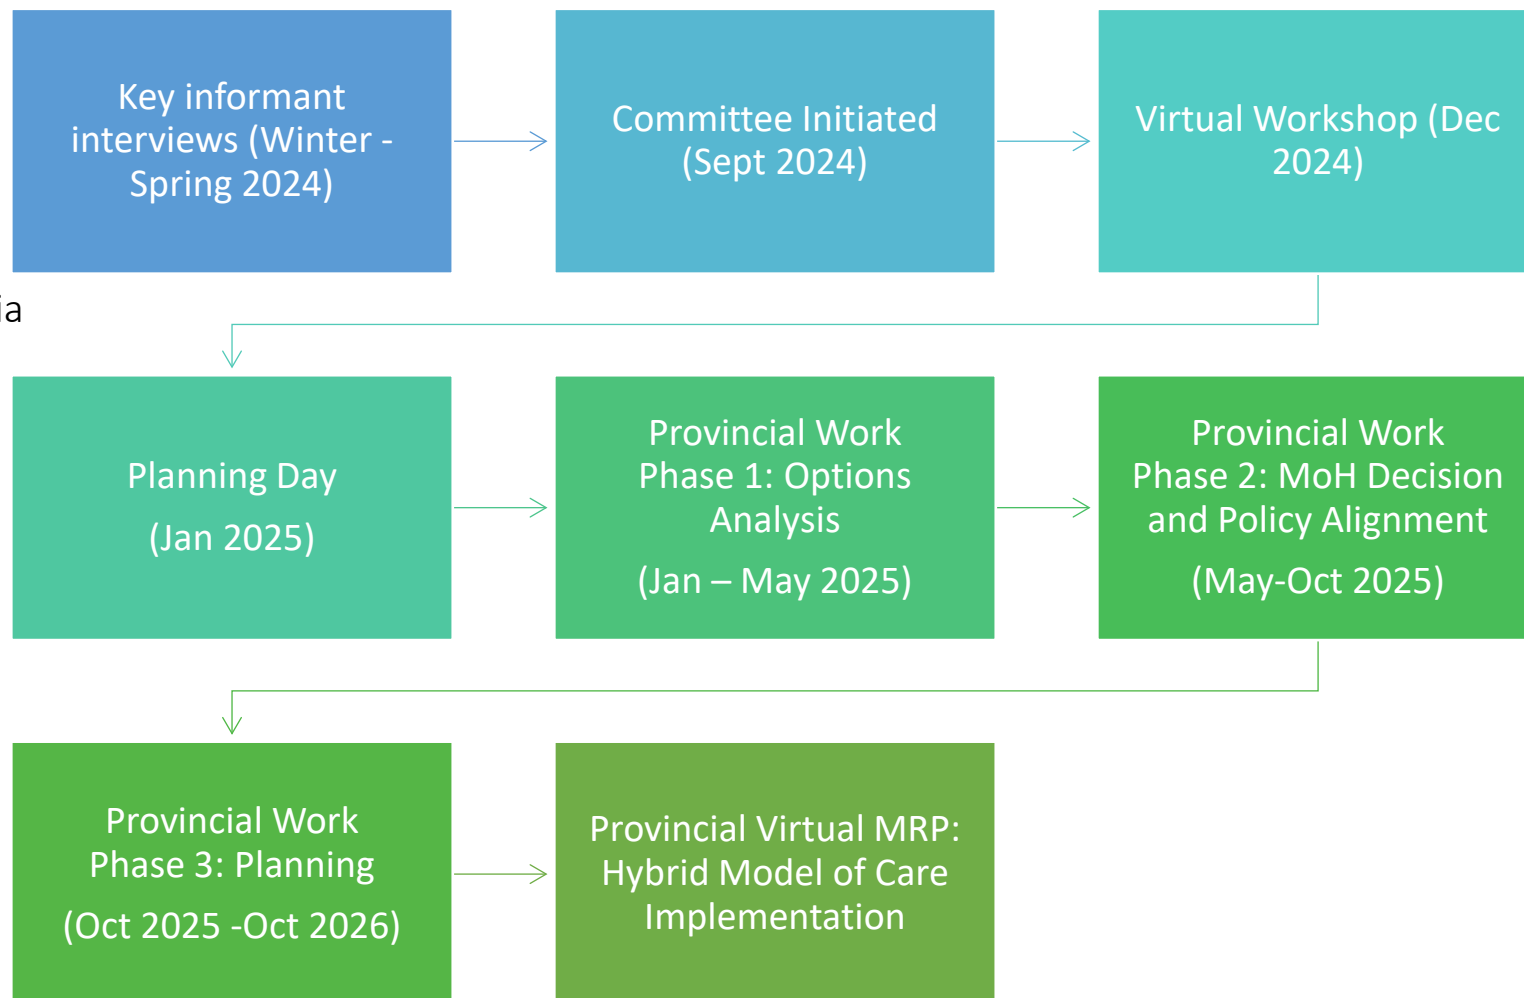 Key informant
interviews (Winter -
Spring 2024)
Committee Initiated
(Sept 2024)
Virtual Workshop (Dec
2024)
ia
Planning Day
(Jan 2025)
Provincial Work
Phase 1: Options
Analysis
(Jan – May 2025)
Provincial Work
Phase 2: MoH Decision
and Policy Alignment
(May-Oct 2025)
Provincial Work
Phase 3: Planning
(Oct 2025 -Oct 2026)
Provincial Virtual MRP:
Hybrid Model of Care
Implementation